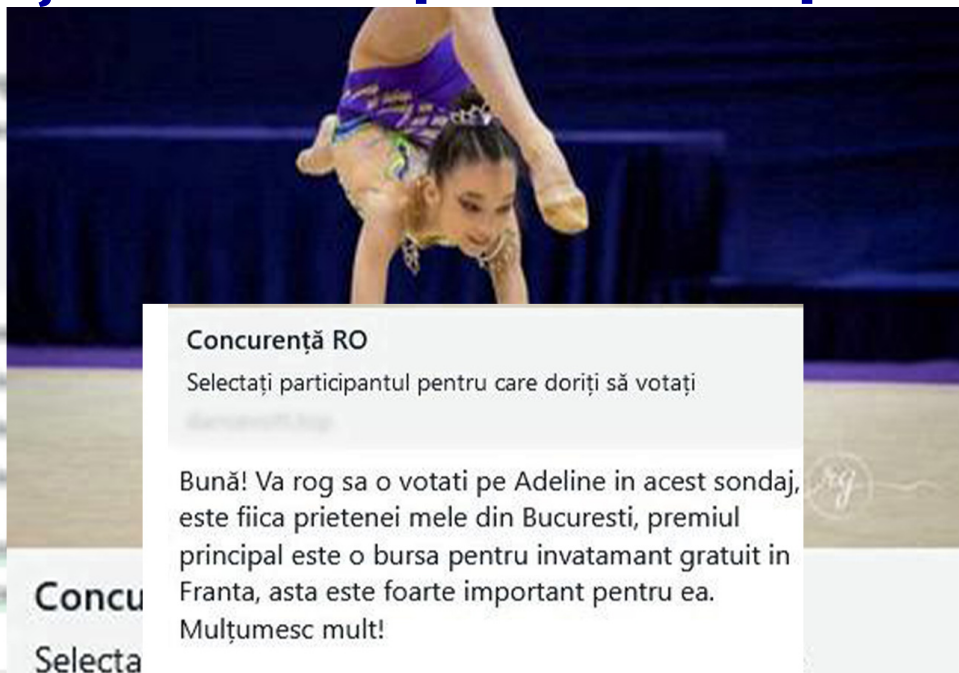 Concurență RO
Selectați participantul pentru care doriți să votați
Bună! Va rog sa o votati pe Adeline in acest sondaj,
este fiica prietenei mele din Bucuresti, premiul
principal este o bursa pentru invatamant gratuit in
Franta, asta este foarte important pentru ea.
Mulțumesc mult!
rg
Concu
Selecta